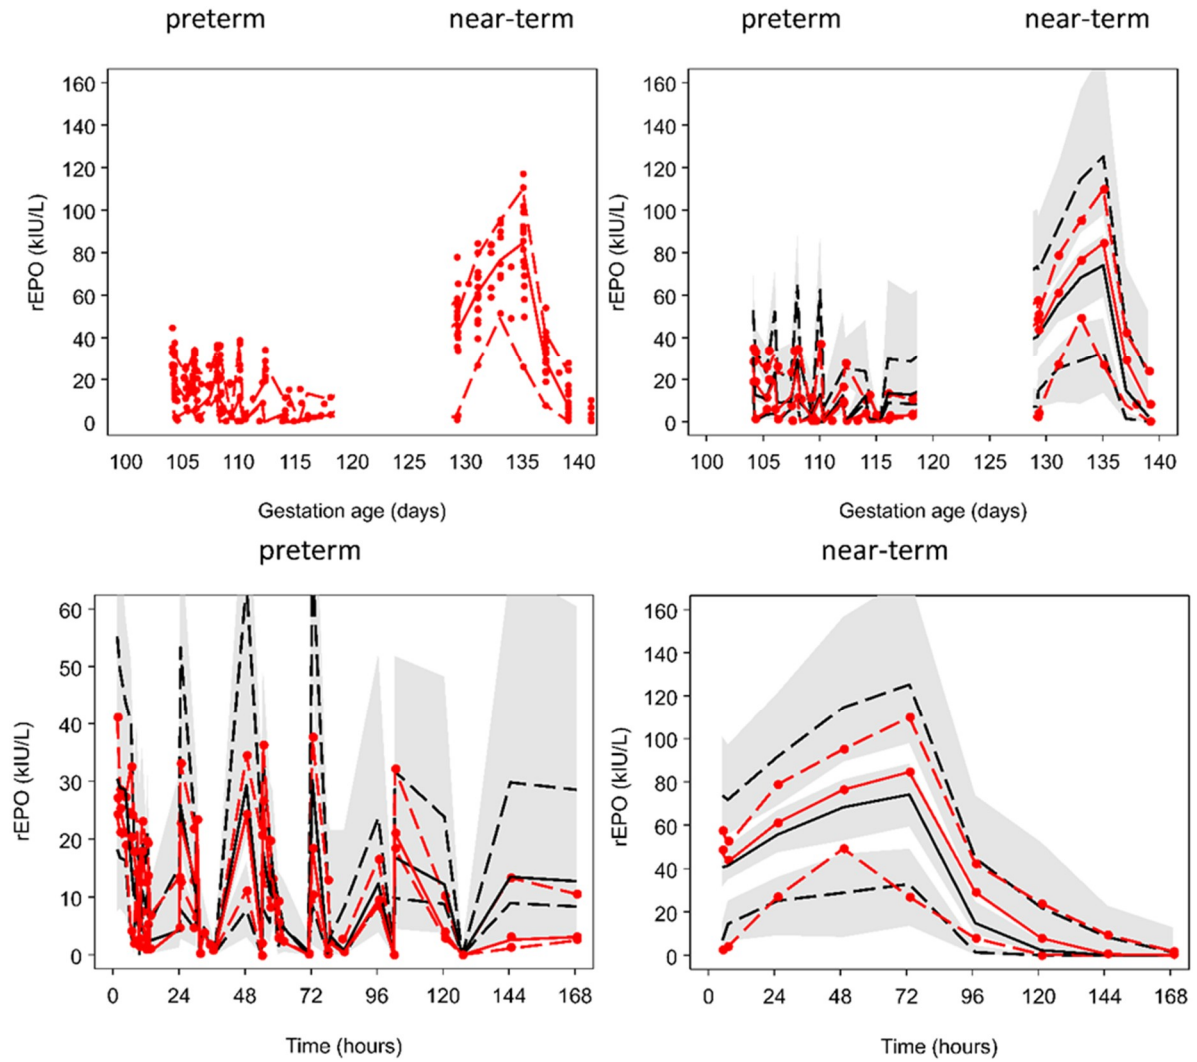 preterm near-term
rEPO (kIU/L)
160
140
120
100
80
60
40
20
0
100 105 110 115 120 125 130 135 140
Gestation age (days)
preterm near-term
rEPO (kIU/L)
160
140
120
100
80
60
40
20
0
100 105 110 115 120 125 130 135 140
Gestation age (days)
preterm
rEPO (kIU/L)
60
50
40
30
20
10
0
0 24 48 72 96 120 144 168
Time (hours)
near-term
rEPO (kIU/L)
160
140
120
100
80
60
40
20
0
0 24 48 72 96 120 144 168
Time (hours)